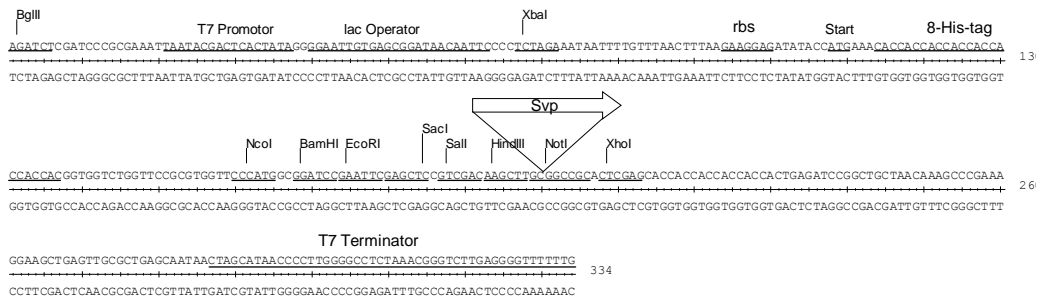 BglII XbaI
T7 Promotor lac Operator rbs Start 8-His-tag
AGATCTCGATCCCGCGAAATTAATACGACTCACTATAGGGGAATTGTGAGCGGATAACAATTCCCCTCTAGAAATAATTTTGTTTAACTTTAAGAAGGAGATATACCATGAAACACCACCACCACCACCA
130
TCTAGAGCTAGGGCGCTTTAATTATGCTGAGTGATATCCCCTTAACACTCGCCTATTGTTAAGGGGAGATCTTTATTAAAACAAATTGAAATTCTTCCTCTATATGGTACTTTGTGGTGGTGGTGGTGGT
Svp
SacI
NcoI BamHI EcoRI SalI HindIII NotI XhoI
CCACCACGGTGGTCTGGTTCCGCGTGGTTCCCATGGCGGATCCGAATTCGAGCTCCGTCGACAAGCTTGCGGCCGCACTCGAGCACCACCACCACCACCACTGAGATCCGGCTGCTAACAAAGCCCGAAA
260
GGTGGTGCCACCAGACCAAGGCGCACCAAGGGTACCGCCTAGGCTTAAGCTCGAGGCAGCTGTTCGAACGCCGGCGTGAGCTCGTGGTGGTGGTGGTGGTGACTCTAGGCCGACGATTGTTTCGGGCTTT
T7 Terminator
GGAAGCTGAGTTGCGCTGAGCAATAACTAGCATAACCCCTTGGGGCCTCTAAACGGGTCTTGAGGGGTTTTTTG
334
CCTTCGACTCAACGCGACTCGTTATTGATCGTATTGGGGAACCCCGGAGATTTGCCCAGAACTCCCCAAAAAAC